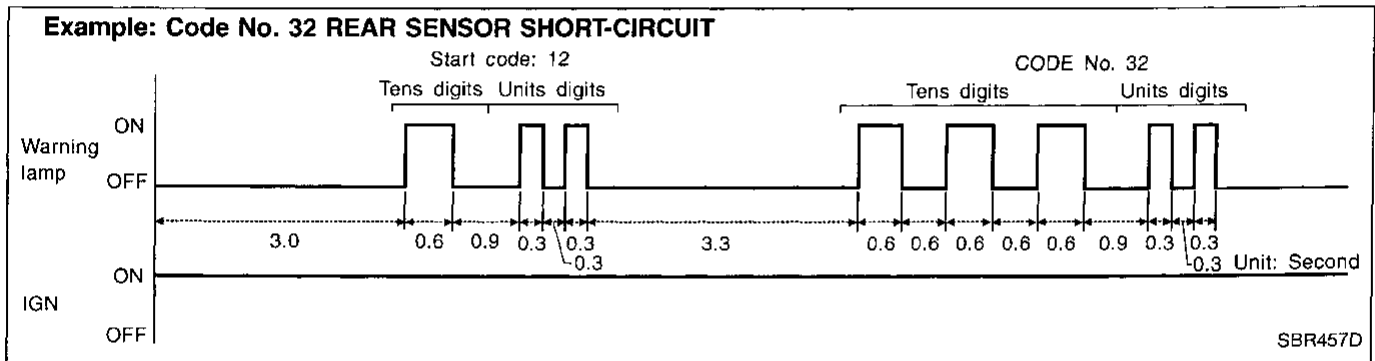 Example: Code No. 32 REAR SENSOR SHORT-CIRCUIT
Start code: 12
CODE No. 32
Tens digits Units digits
Tens digits Units digits
ON
Warning
lamp
OFF
3.0 0.6 0.9 0.3 0.3 3.3 0.6 0.6 0.6 0.6 0.6 0.9 0.3 0.3
0.3
0.3 Unit: Second
ON
IGN
OFF
SBR457D